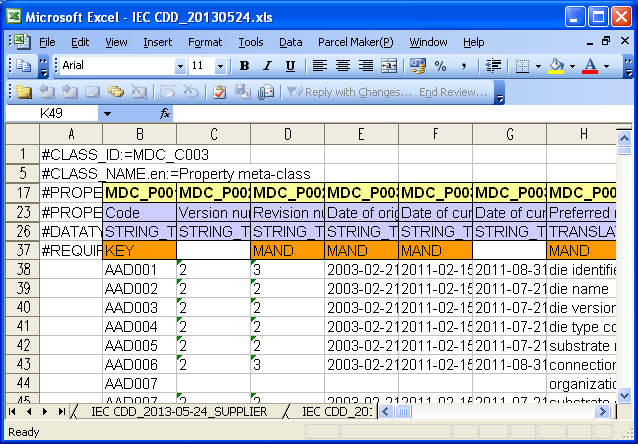 Microsoft Excel - IEC CDD_20130524.xls
File Edit View Insert Format Tools Data Parcel Maker(P) Window Help
Arial 11 B I U % ,
Reply with Changes... End Review...
K49 fx
A B C D E F G H
1 #CLASS_ID:=MDC_C003
5 #CLASS_NAME.en:=Property meta-class
17 #PROPE MDC_P001 MDC_P002 MDC_P002 MDC_P00 MDC_P00 MDC_P00 MDC_P00
23 #PROPE Code Version nu Revision nu Date of orig Date of cur Date of cur Preferred n
26 #DATATY STRING_T STRING_T STRING_T STRING_T STRING_T STRING_T TRANSLA
37 #REQUIF KEY MAND MAND MAND MAND
38 AAD001 2 3 2003-02-21 2011-02-15 2011-08-31 die identifie
39 AAD002 2 2 2003-02-21 2011-02-15 2011-07-21 die name
40 AAD003 2 2 2003-02-21 2011-02-15 2011-07-21 die version
41 AAD004 2 2 2003-02-21 2011-02-15 2011-07-21 die type co
42 AAD005 2 2 2003-02-21 2011-02-15 2011-07-21 substrate m
43 AAD006 2 3 2003-02-21 2011-02-15 2011-08-31 connection
44 AAD007 organizatio
45 AAD007 2 2 2003-02-21 2011-02-15 2011-07-21 substrate
IEC CDD_2013-05-24_SUPPLIER IEC CDD_20
Ready